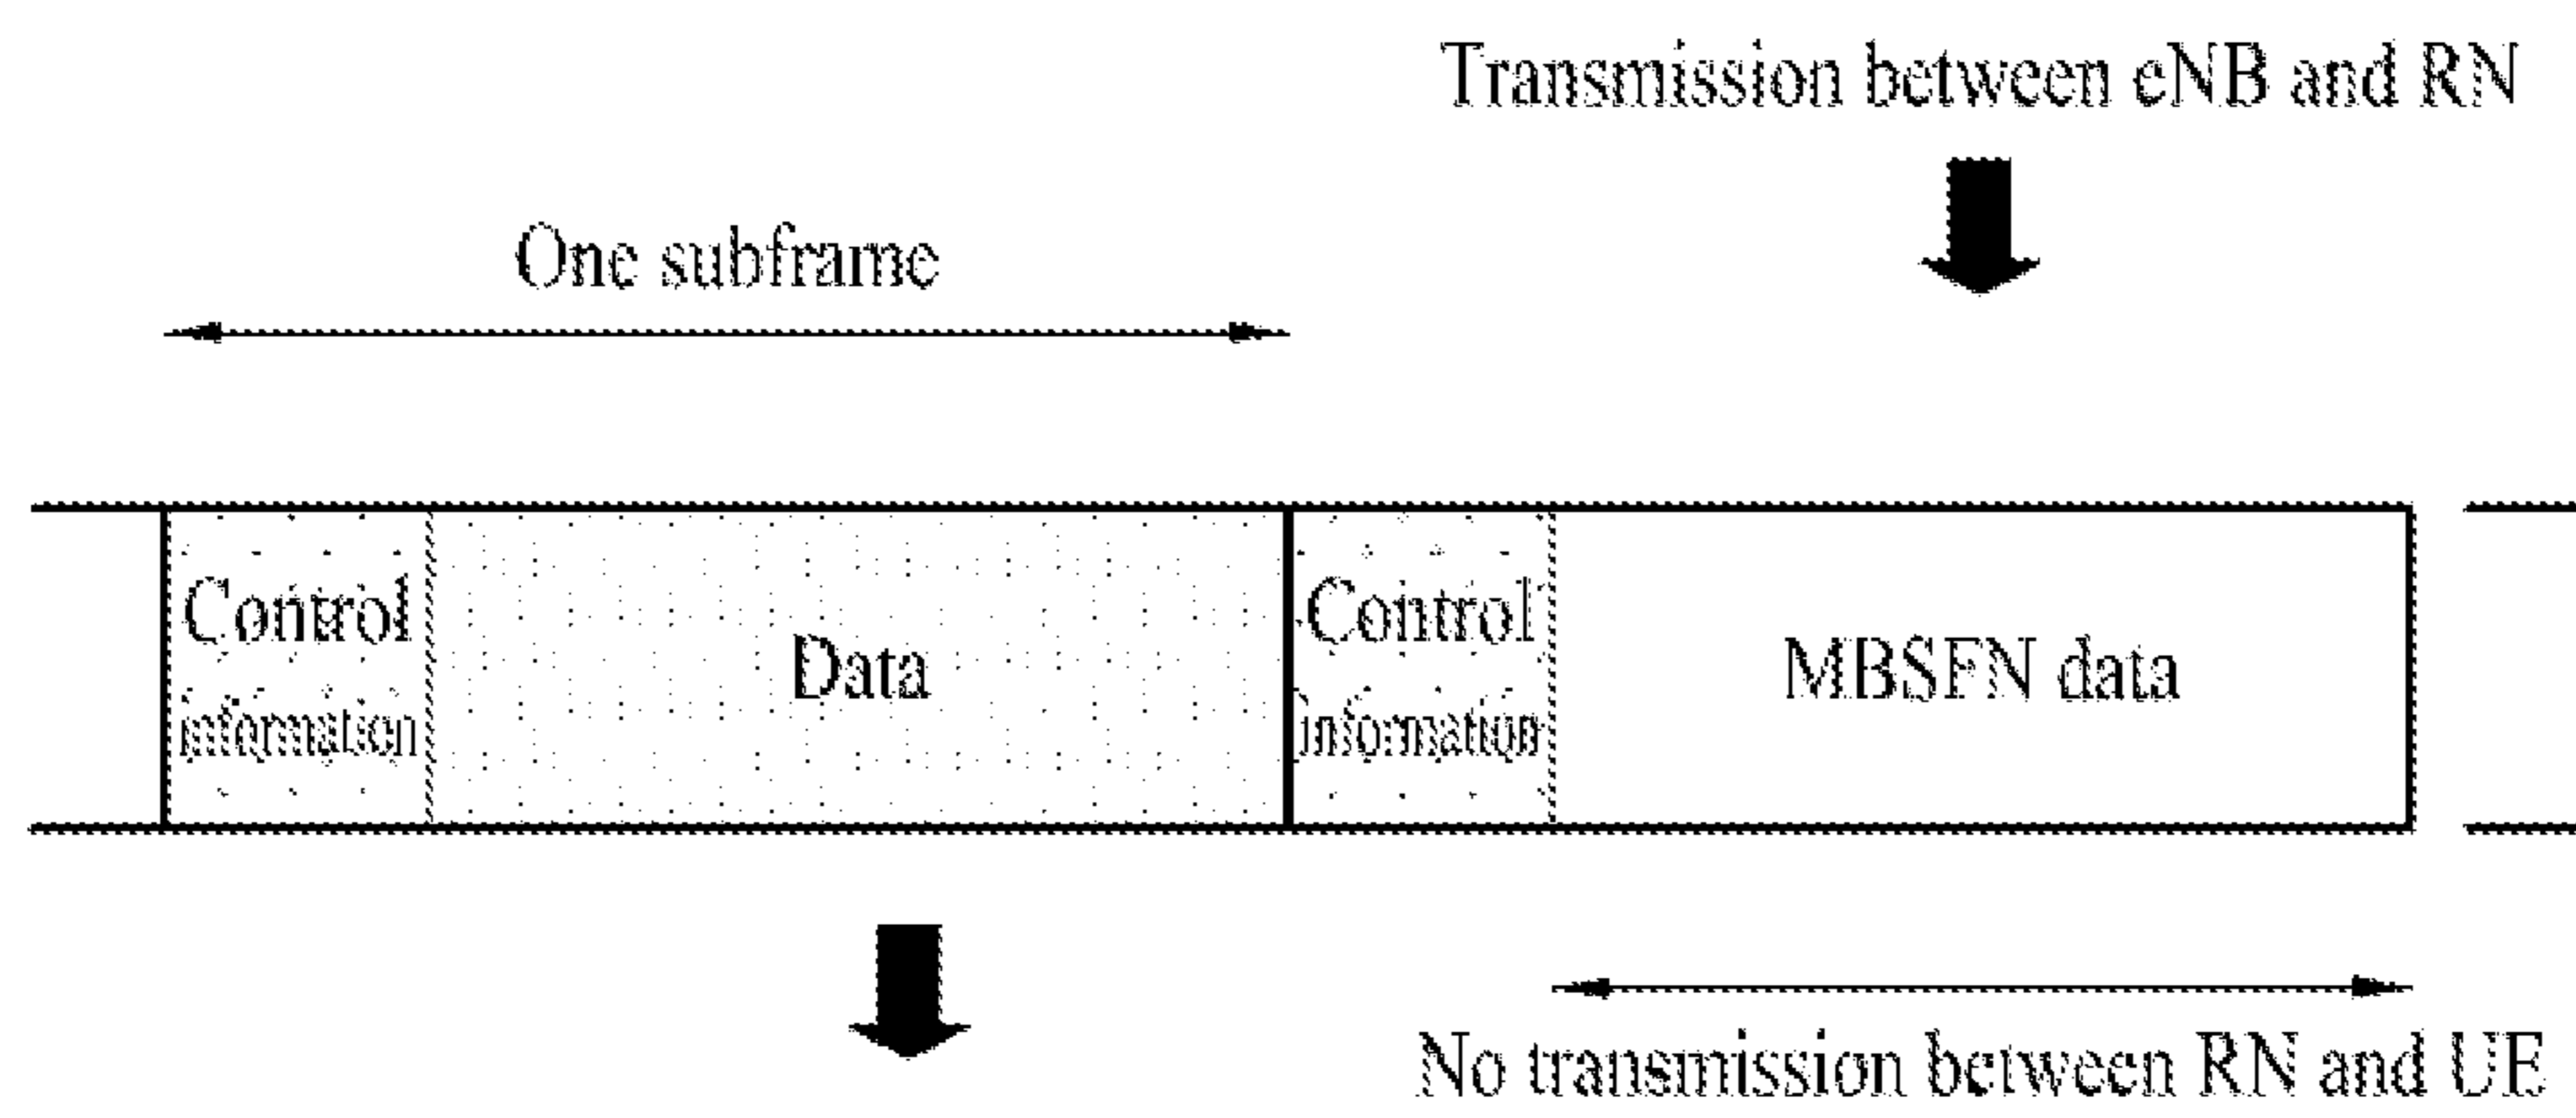 Transmission between eNB and RN
One subframe
Control
information
Data
Control
information
MBSFN data
No transmission between RN and UE